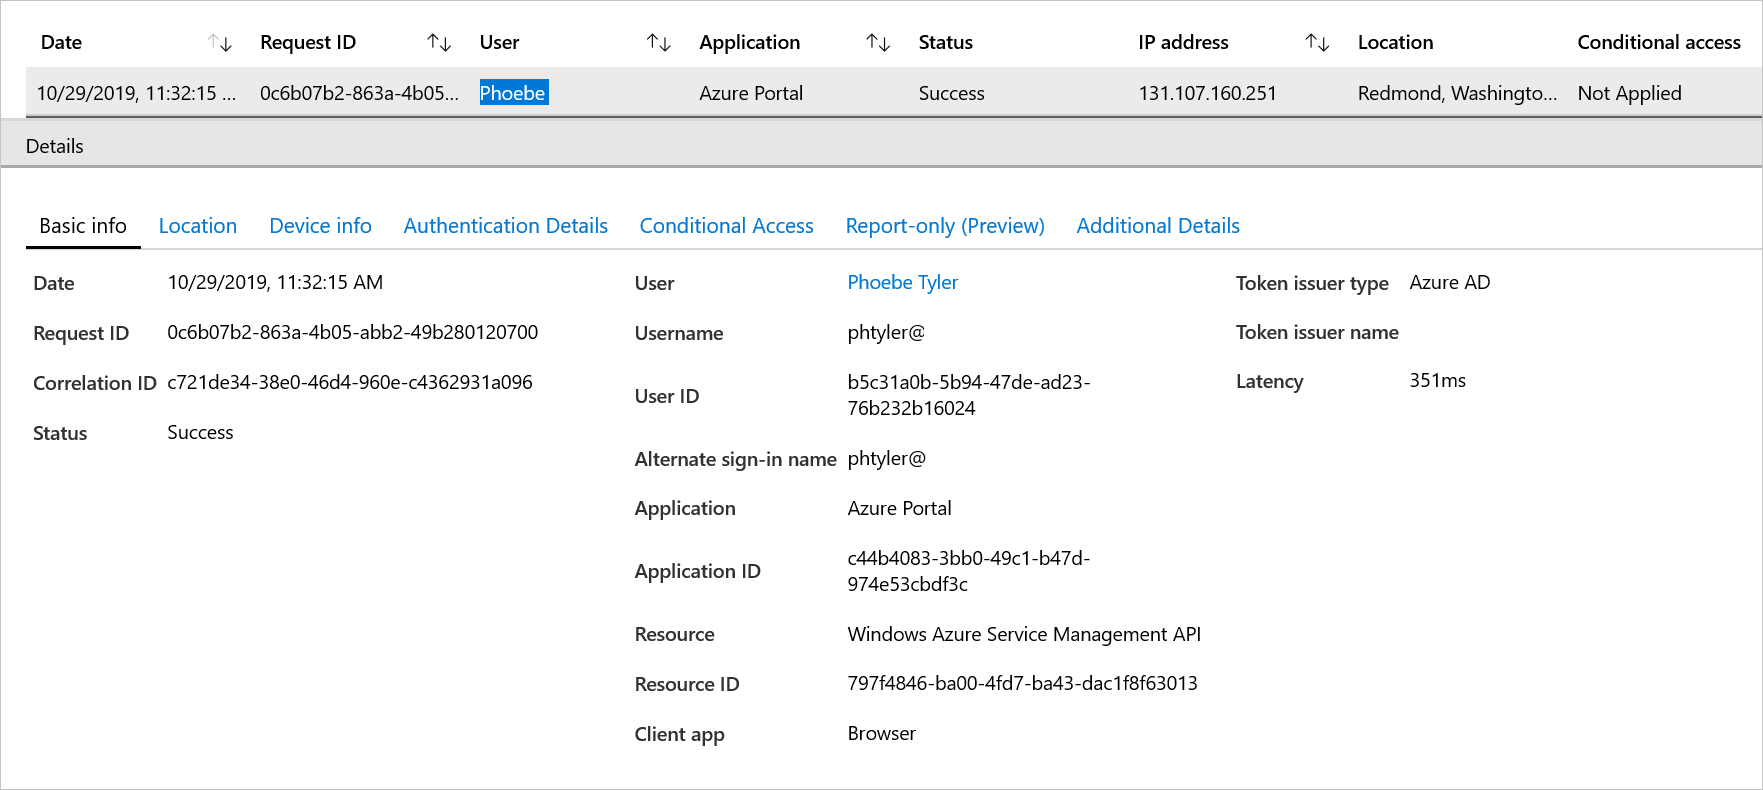 Date Request ID User Application Status IP address Location Conditional access
10/29/2019, 11:32:15 ... 0c6b07b2-863a-4b05... Phoebe Azure Portal Success 131.107.160.251 Redmond, Washingto... Not Applied
Details
Basic info Location Device info Authentication Details Conditional Access Report-only (Preview) Additional Details
Date 10/29/2019, 11:32:15 AM
Request ID 0c6b07b2-863a-4b05-abb2-49b280120700
Correlation ID c721de34-38e0-46d4-960e-c4362931a096
Status Success
User Phoebe Tyler
Username phtyler@
User ID b5c31a0b-5b94-47de-ad23-
76b232b16024
Alternate sign-in name phtyler@
Application Azure Portal
Application ID c44b4083-3bb0-49c1-b47d-
974e53cbdf3c
Resource Windows Azure Service Management API
Resource ID 797f4846-ba00-4fd7-ba43-dac1f8f63013
Client app Browser
Token issuer type Azure AD
Token issuer name
Latency 351ms